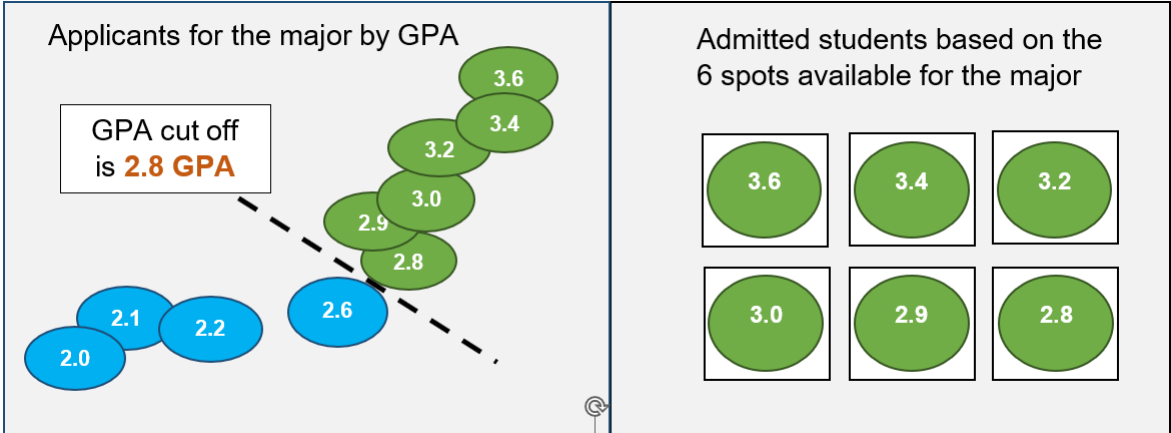 Applicants for the major by GPA
GPA cut off
is 2.8 GPA
3.6
3.4
3.2
3.0
2.9
2.8
2.6
2.1
2.2
2.0
Admitted students based on the
6 spots available for the major
3.6 3.4 3.2
3.0 2.9 2.8